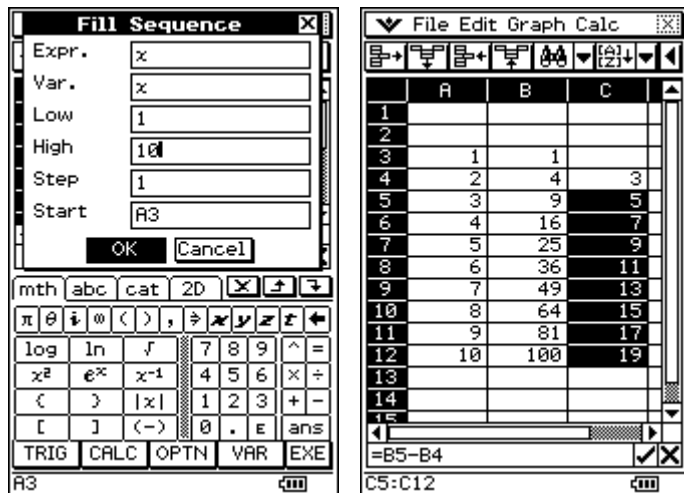 Fill Sequence
Expr. x
Var. x
Low 1
High 10
Step 1
Start A3
OK Cancel
mth abc cat 2D
π θ i ∞ ( ) , ⇒ x y z t
log ln √ 7 8 9 ^ =
x² eˣ x⁻¹ 4 5 6 × ÷
( ) |x| 1 2 3 + −
[ ] (−) 0 . E ans
TRIG CALC OPTN VAR EXE
A3
File Edit Graph Calc
A B C
1
2
3 1 1
4 2 4 3
5 3 9 5
6 4 16 7
7 5 25 9
8 6 36 11
9 7 49 13
10 8 64 15
11 9 81 17
12 10 100 19
13
14
15
=B5-B4
C5:C12